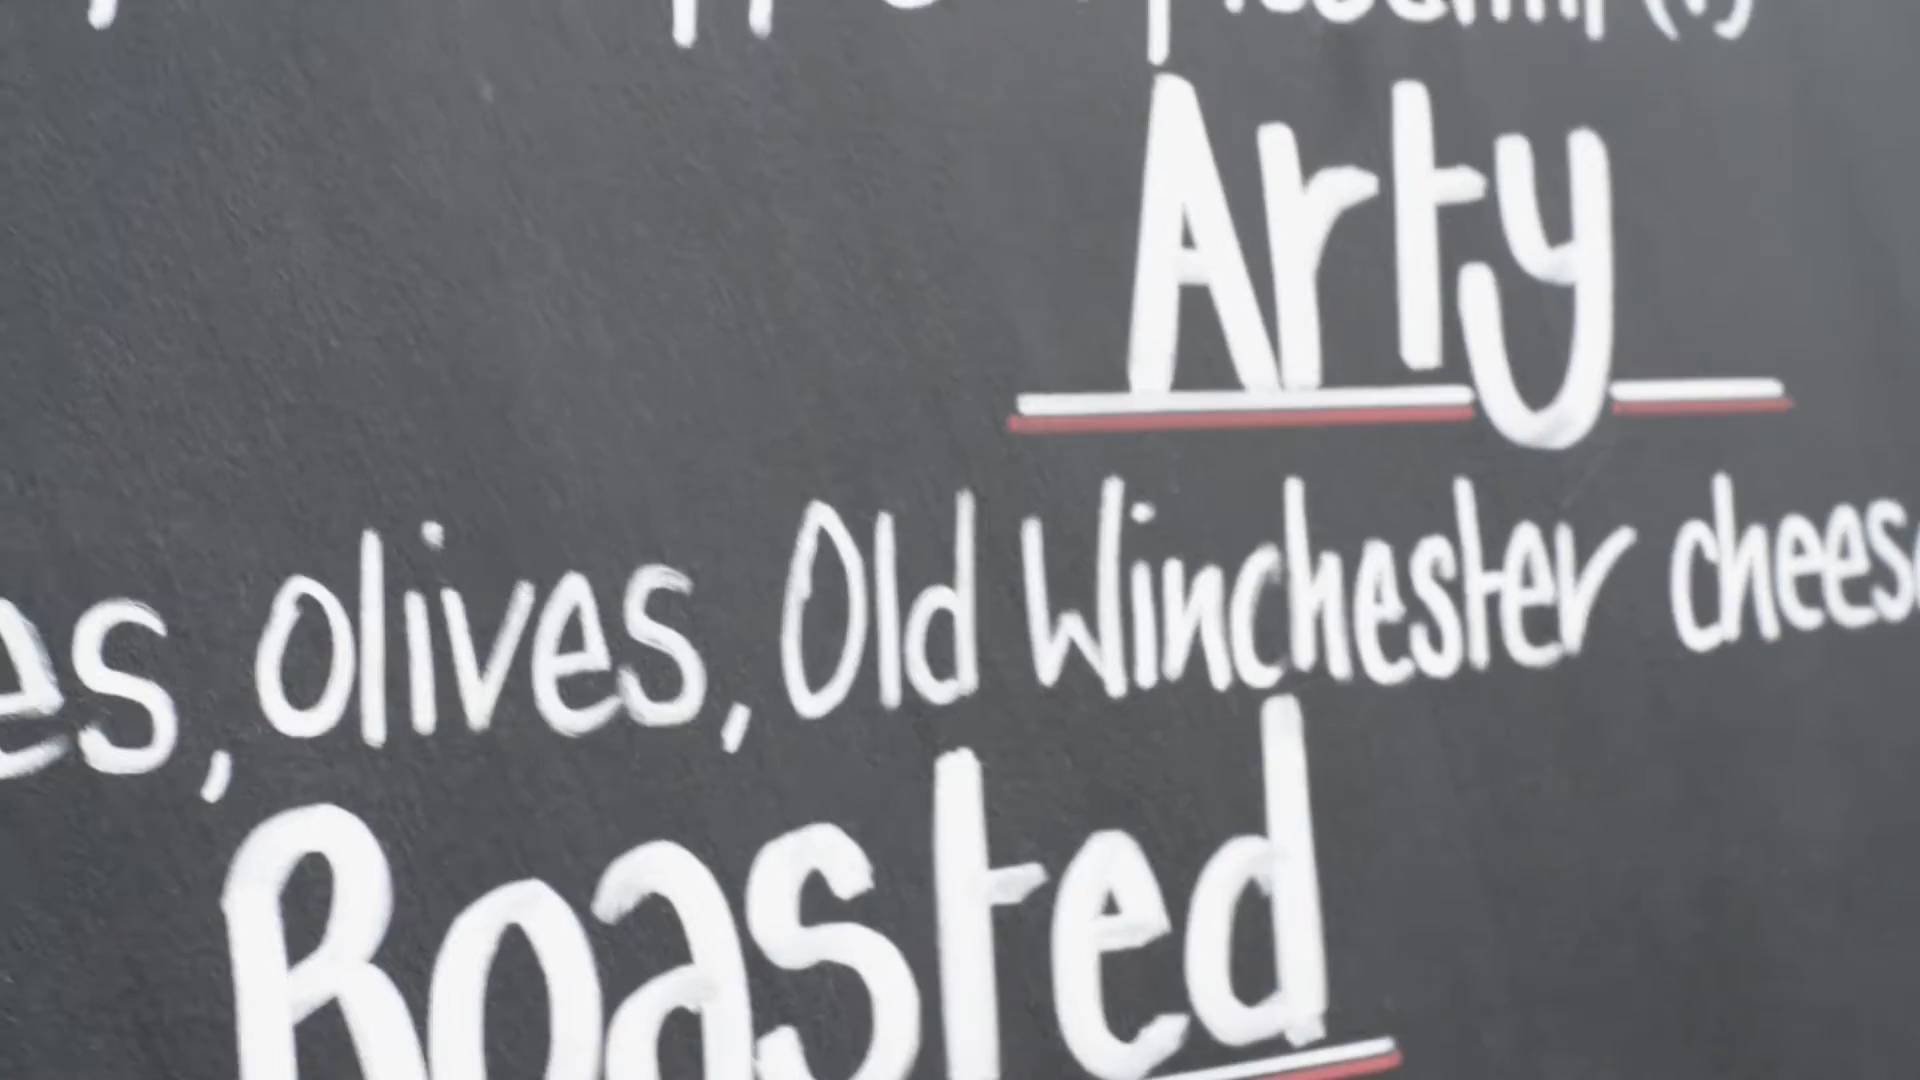 Arty
es, olives, Old Winchester chees
Roasted